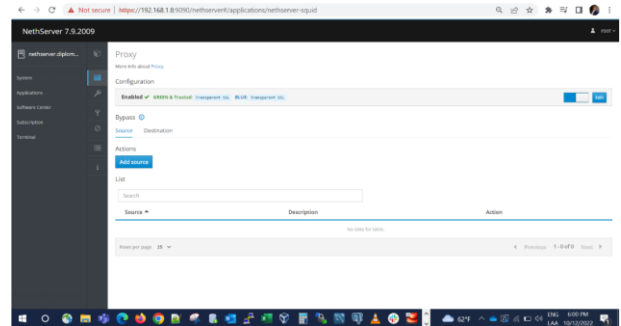 Not secure | https://192.168.1.8:9090/nethserver#/applications/nethserver-squid
NethServer 7.9.2009
root
nethserver.diplom...
System
Applications
Software Center
Subscription
Terminal
Proxy
More info about Proxy
Configuration
Enabled ✔ GREEN & Trusted Transparent SSL BLUE Transparent SSL
Edit
Bypass
Source Destination
Actions
Add source
List
Search
Source Description Action
No data for table.
Rows per page 25
Previous 1 - 0 of 0 Next
62°F
ENG 6:00 PM
LAA 10/12/2022